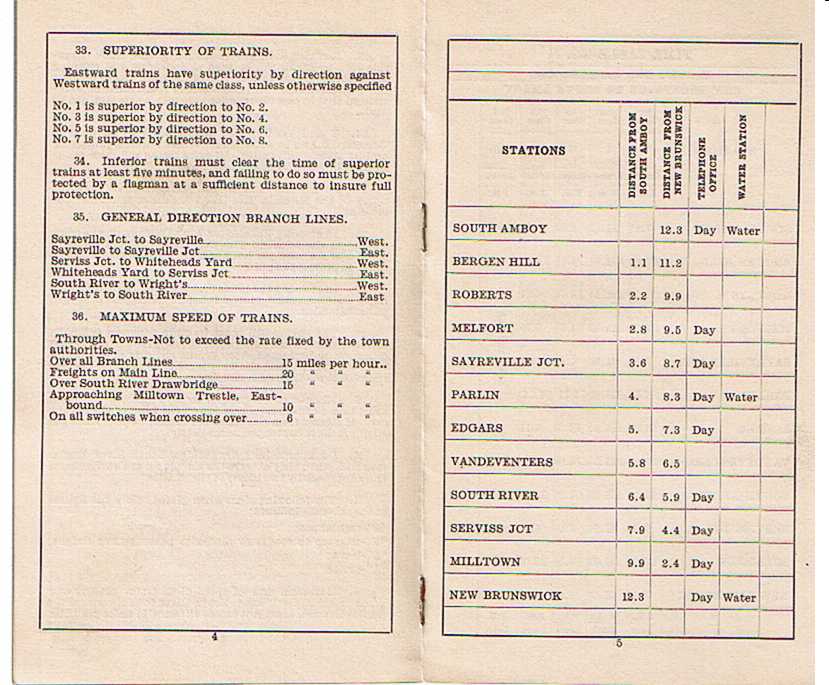 33. SUPERIORITY OF TRAINS.
Eastward trains have superiority by direction against
Westward trains of the same class, unless otherwise specified
No. 1 is superior by direction to No. 2.
No. 3 is superior by direction to No. 4.
No. 5 is superior by direction to No. 6.
No. 7 is superior by direction to No. 8.
34. Inferior trains must clear the time of superior
trains at least five minutes, and failing to do so must be pro-
tected by a flagman at a sufficient distance to insure full
protection.
35. GENERAL DIRECTION BRANCH LINES.
Sayreville Jct. to Sayreville West.
Sayreville to Sayreville Jct East.
Serviss Jct. to Whiteheads Yard West.
Whiteheads Yard to Serviss Jct East.
South River to Wright's West.
Wright's to South River East
36. MAXIMUM SPEED OF TRAINS.
Through Towns-Not to exceed the rate fixed by the town
authorities.
Over all Branch Lines 15 miles per hour..
Freights on Main Line 20 " " "
Over South River Drawbridge 15 " " "
Approaching Milltown Trestle, East-
bound 10 " " "
On all switches when crossing over 6 " " "
4
STATIONS
DISTANCE FROM
SOUTH AMBOY
DISTANCE FROM
NEW BRUNSWICK
TELEPHONE
OFFICE
WATER STATION
SOUTH AMBOY 12.3 Day Water
BERGEN HILL 1.1 11.2
ROBERTS 2.2 9.9
MELFORT 2.8 9.5 Day
SAYREVILLE JCT. 3.6 8.7 Day
PARLIN 4. 8.3 Day Water
EDGARS 5. 7.3 Day
VANDEVENTERS 5.8 6.5
SOUTH RIVER 6.4 5.9 Day
SERVISS JCT 7.9 4.4 Day
MILLTOWN 9.9 2.4 Day
NEW BRUNSWICK 12.3 Day Water
5